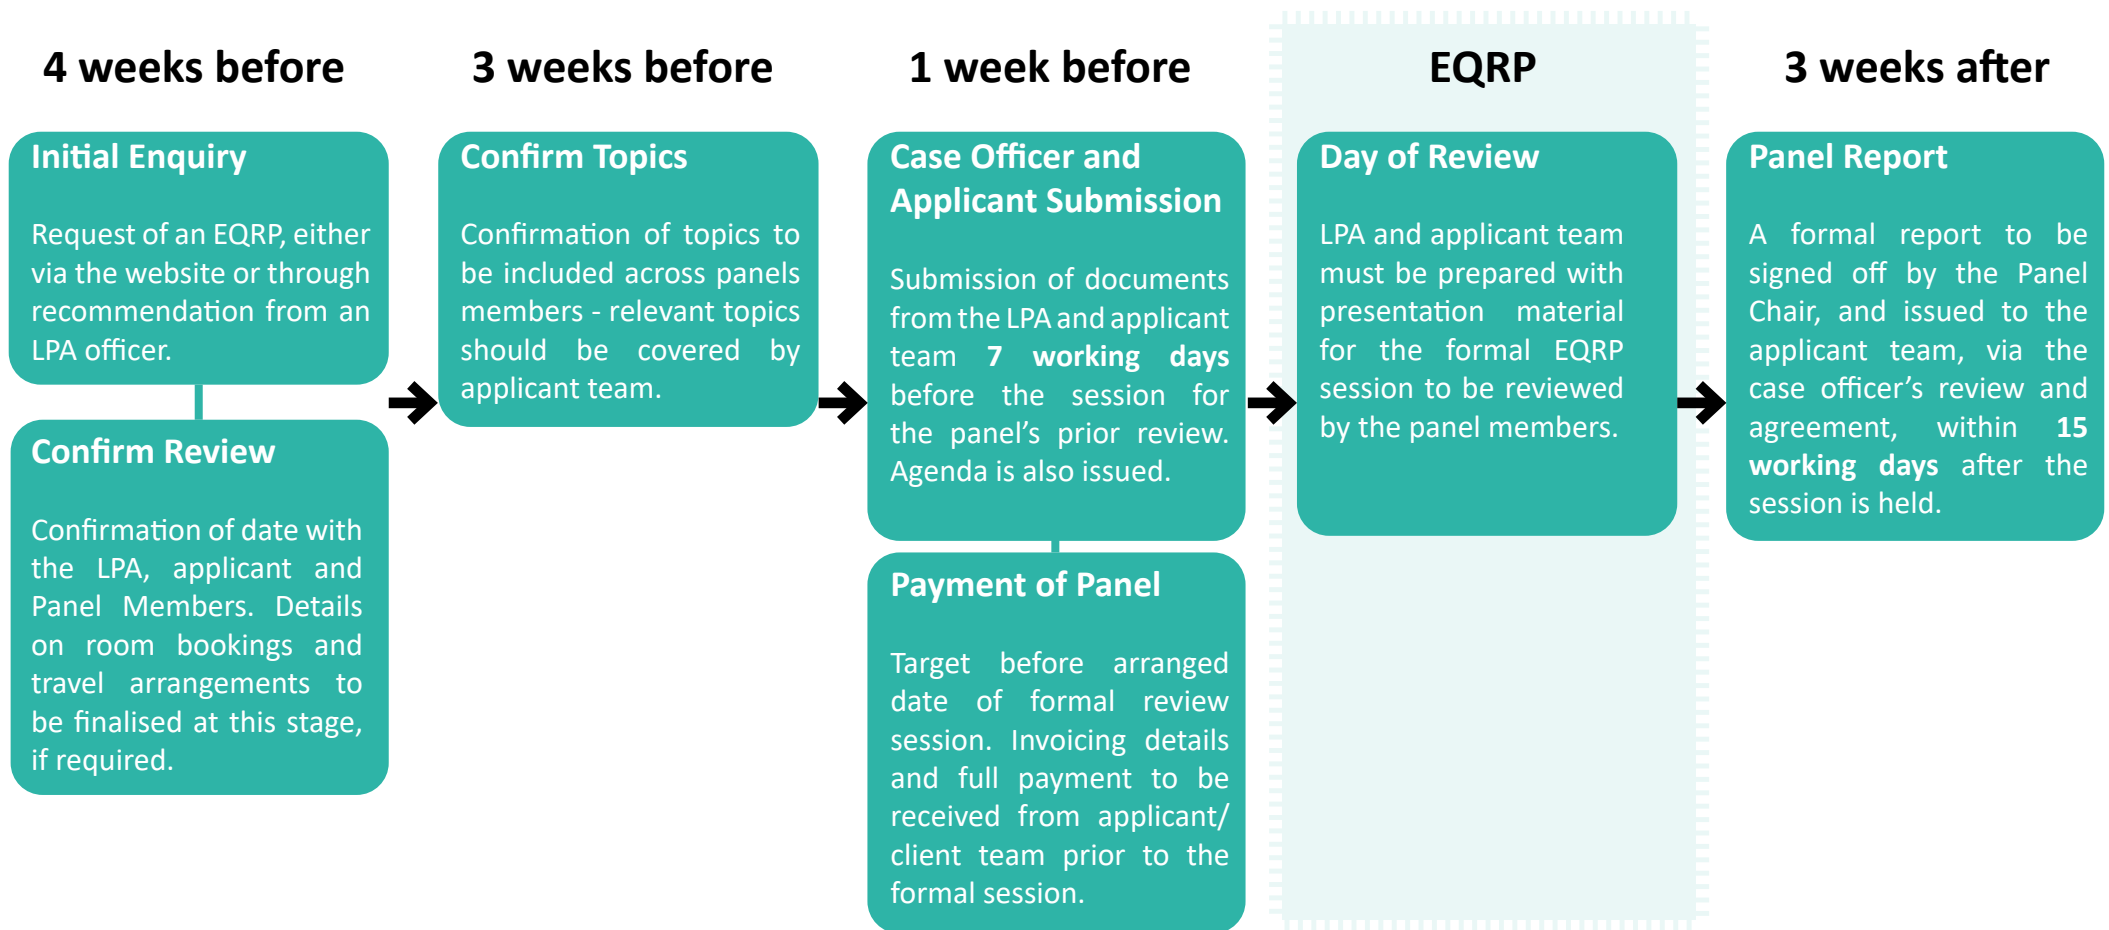 4 weeks before
Initial Enquiry
Request of an EQRP, either
via the website or through
recommendation from an
LPA officer.
Confirm Review
Confirmation of date with
the LPA, applicant and
Panel Members. Details
on room bookings and
travel arrangements to
be finalised at this stage,
if required.
3 weeks before
Confirm Topics
Confirmation of topics to
be included across panels
members - relevant topics
should be covered by
applicant team.
1 week before
Case Officer and
Applicant Submission
Submission of documents
from the LPA and applicant
team 7 working days
before the session for
the panel's prior review.
Agenda is also issued.
Payment of Panel
Target before arranged
date of formal review
session. Invoicing details
and full payment to be
received from applicant/
client team prior to the
formal session.
EQRP
Day of Review
LPA and applicant team
must be prepared with
presentation material
for the formal EQRP
session to be reviewed
by the panel members.
3 weeks after
Panel Report
A formal report to be
signed off by the Panel
Chair, and issued to the
applicant team, via the
case officer's review and
agreement, within 15
working days after the
session is held.